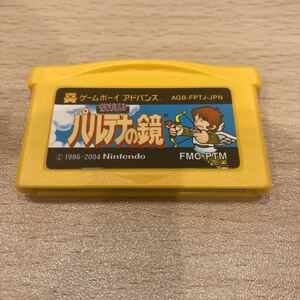 ゲームボーイ アドバンス AGB-FPTJ-JPN
光神話
パルテナの鏡
© 1986-2004 Nintendo FMC-PTM